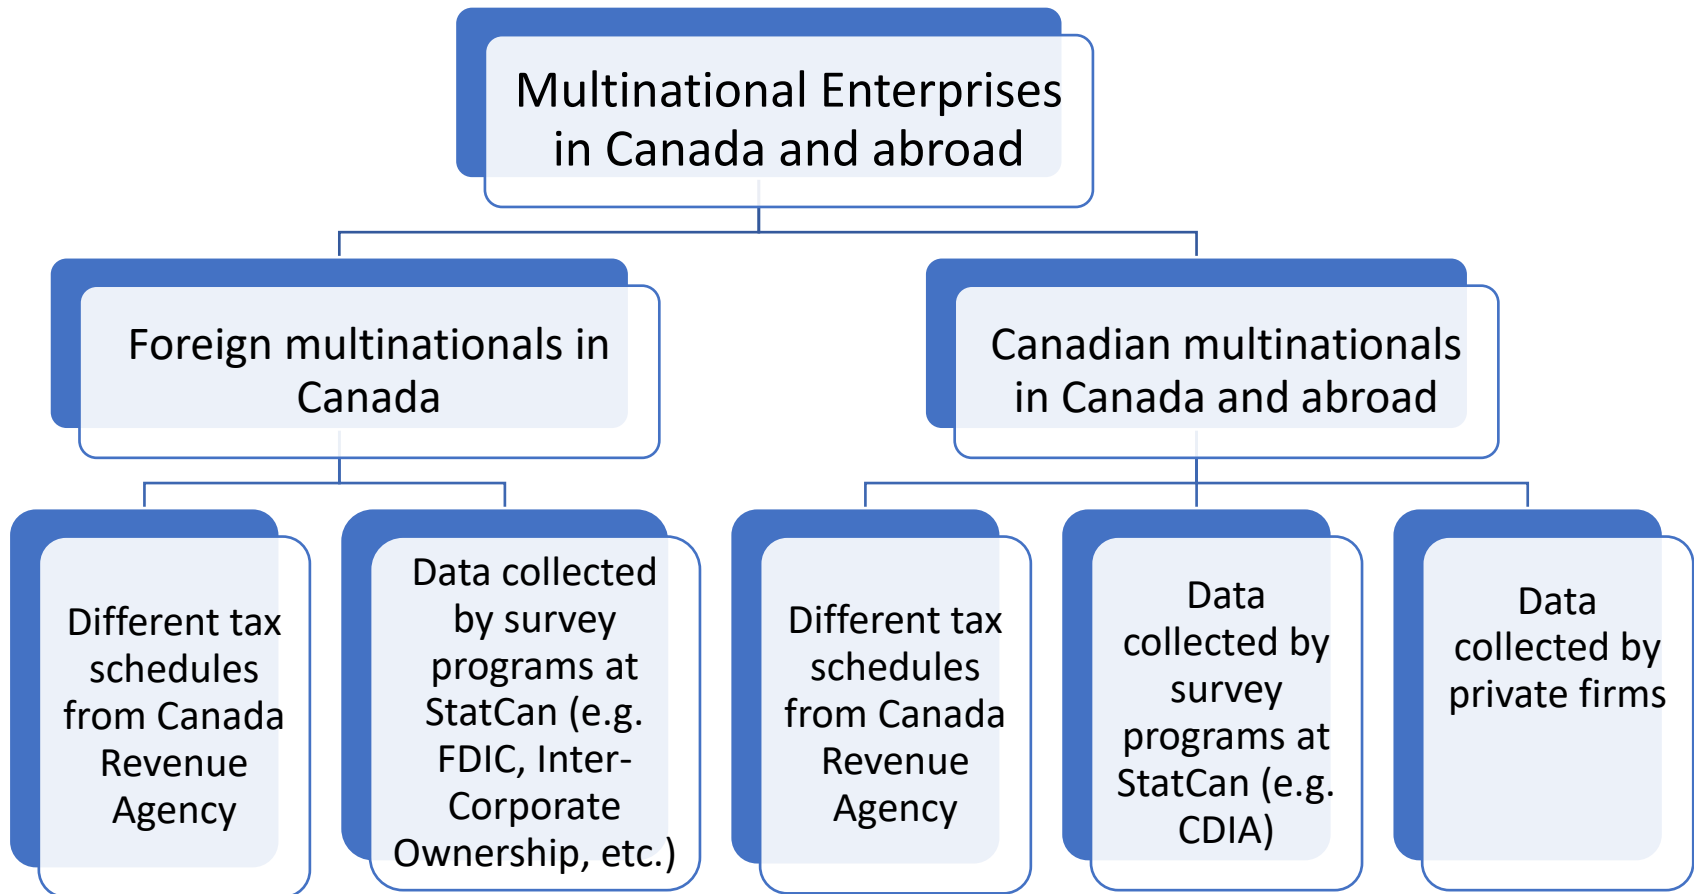 Multinational Enterprises
in Canada and abroad
Foreign multinationals in
Canada
Canadian multinationals
in Canada and abroad
Different tax
schedules
from Canada
Revenue
Agency
Data collected
by survey
programs at
StatCan (e.g.
FDIC, Inter-
Corporate
Ownership, etc.)
Different tax
schedules
from Canada
Revenue
Agency
Data
collected by
survey
programs at
StatCan (e.g.
CDIA)
Data
collected by
private firms